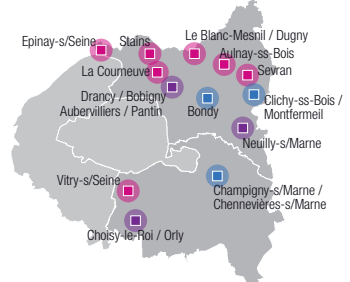 Le Blanc-Mesnil / Dugny
Epinay-s/Seine
Stains
Aulnay-ss-Bois
La Courneuve
Sevran
Drancy / Bobigny
Aubervilliers / Pantin
Bondy
Clichy-ss-Bois /
Montfermeil
Neuilly-s/Marne
Vitry-s/Seine
Champigny-s/Marne /
Chennevières-s/Marne
Choisy-le-Roi / Orly